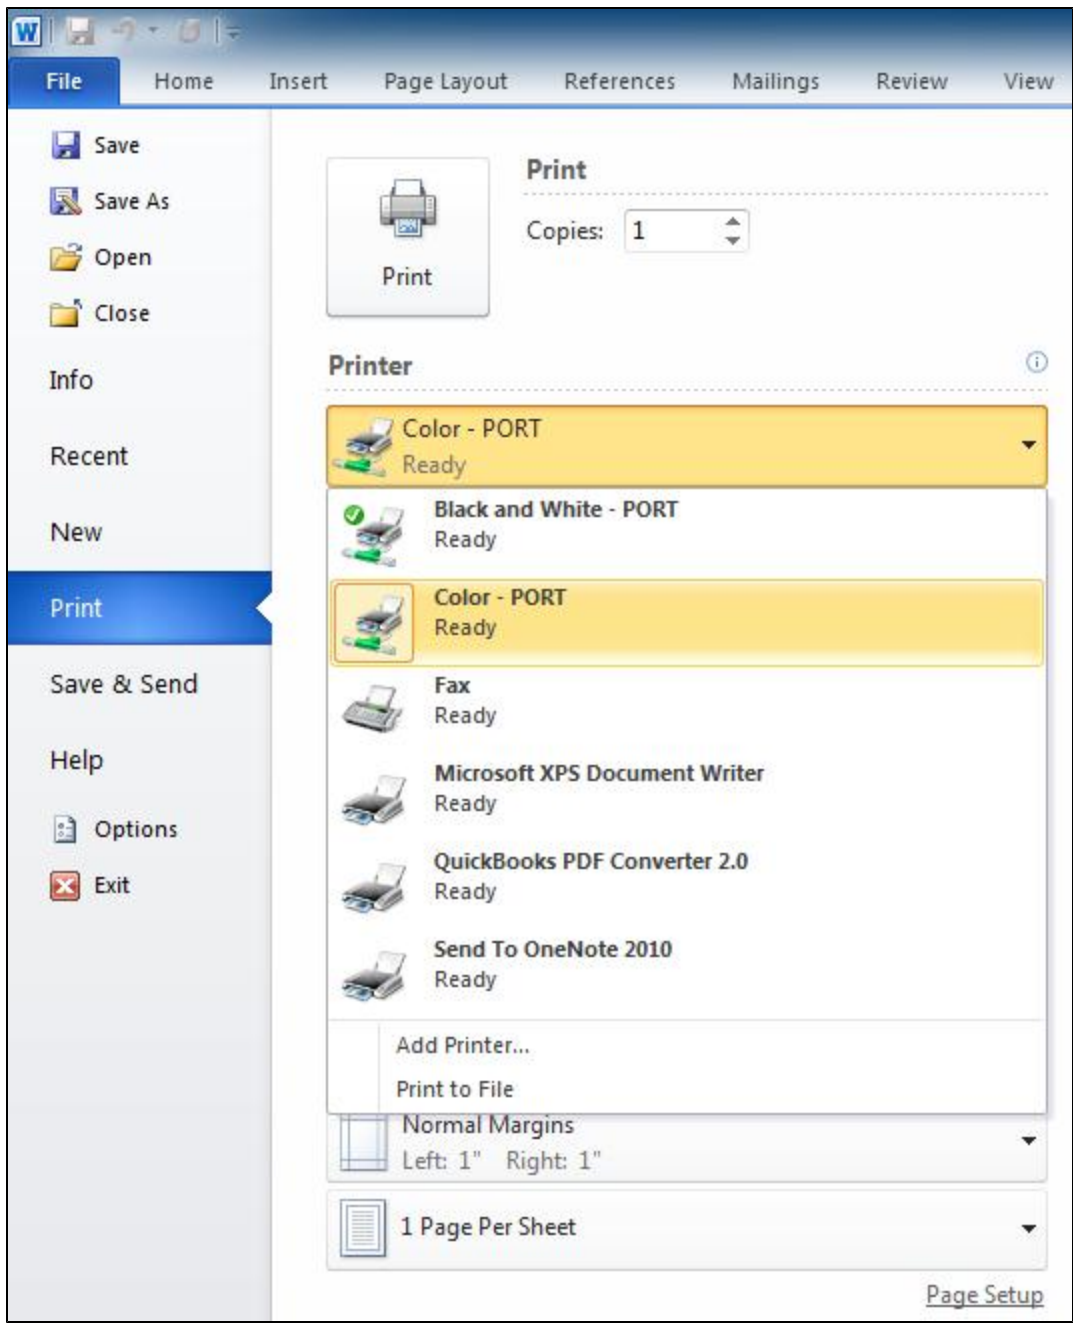 W
File Home Insert Page Layout References Mailings Review View
Save
Save As
Open
Close
Info
Recent
New
Print
Save & Send
Help
Options
Exit
Print
Print
Copies: 1
Printer
Color - PORT
Ready
Black and White - PORT
Ready
Color - PORT
Ready
Fax
Ready
Microsoft XPS Document Writer
Ready
QuickBooks PDF Converter 2.0
Ready
Send To OneNote 2010
Ready
Add Printer...
Print to File
Normal Margins
Left: 1" Right: 1"
1 Page Per Sheet
Page Setup